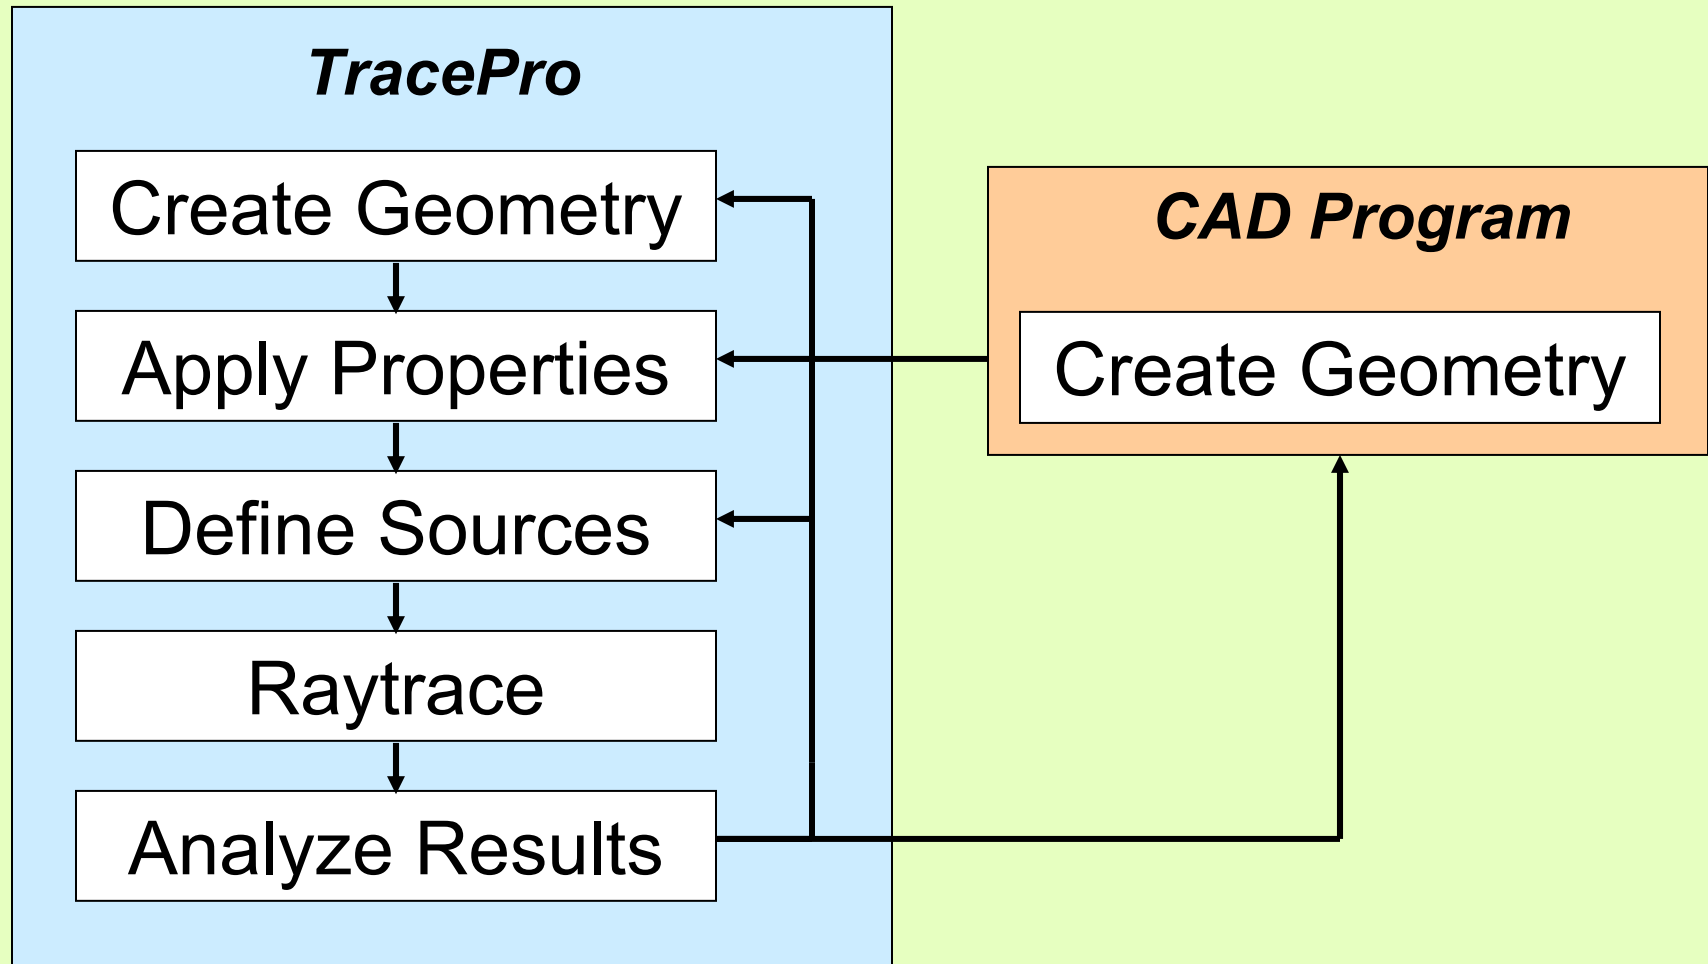 TracePro
Create Geometry
Apply Properties
Define Sources
Raytrace
Analyze Results
CAD Program
Create Geometry